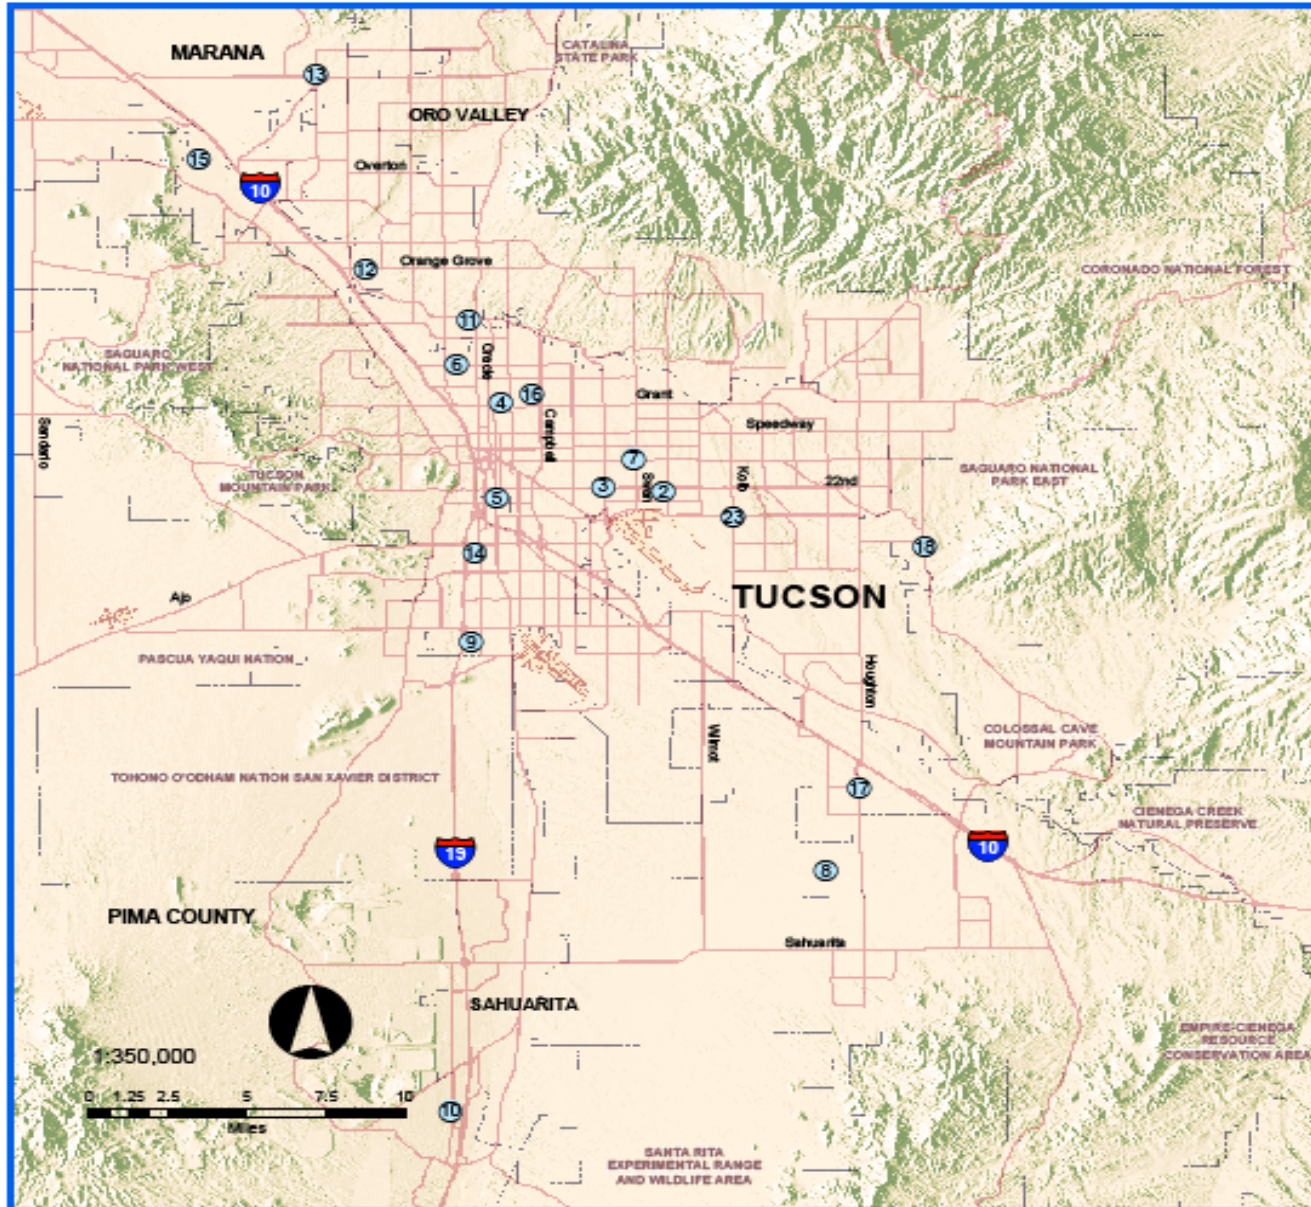 MARANA
CATALINA
STATE PARK
13
ORO VALLEY
15
Overton
10
12
Orange Grove
CORONADO NATIONAL FOREST
11
SAGUARO
NATIONAL PARK WEST
6
Oracle
4
16
Grant
Campbell
Speedway
Sandario
7
TUCSON
MOUNTAIN PARK
SAGUARO NATIONAL
PARK EAST
3
Swan
2
Kolb
22nd
5
23
14
18
Ajo
TUCSON
9
PASCUA YAQUI NATION
Houghton
Wilmot
COLOSSAL CAVE
MOUNTAIN PARK
TOHONO O'ODHAM NATION SAN XAVIER DISTRICT
17
CIENEGA CREEK
NATURAL PRESERVE
19
10
8
PIMA COUNTY
Sahuarita
SAHUARITA
1:350,000
EMPIRE-CIENEGA
RESOURCE
CONSERVATION AREA
0 1.25 2.5 5 7.5 10
Miles
10
SANTA RITA
EXPERIMENTAL RANGE
AND WILDLIFE AREA